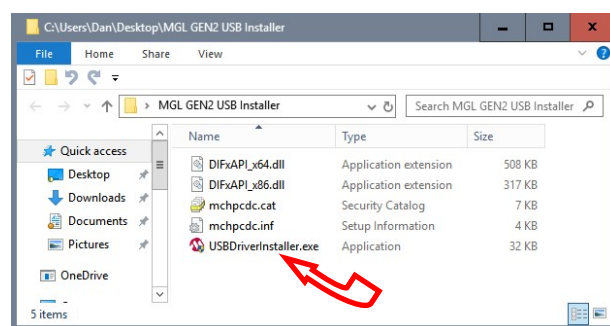 C:\Users\Dan\Desktop\MGL GEN2 USB Installer
File Home Share View
MGL GEN2 USB Installer Search MGL GEN2 USB Installer
Name Type Size
Quick access
Desktop
Downloads
Documents
Pictures
OneDrive
DIFxAPI_x64.dll Application extension 508 KB
DIFxAPI_x86.dll Application extension 317 KB
mchpcdc.cat Security Catalog 7 KB
mchpcdc.inf Setup Information 4 KB
USBDriverInstaller.exe Application 32 KB
5 items